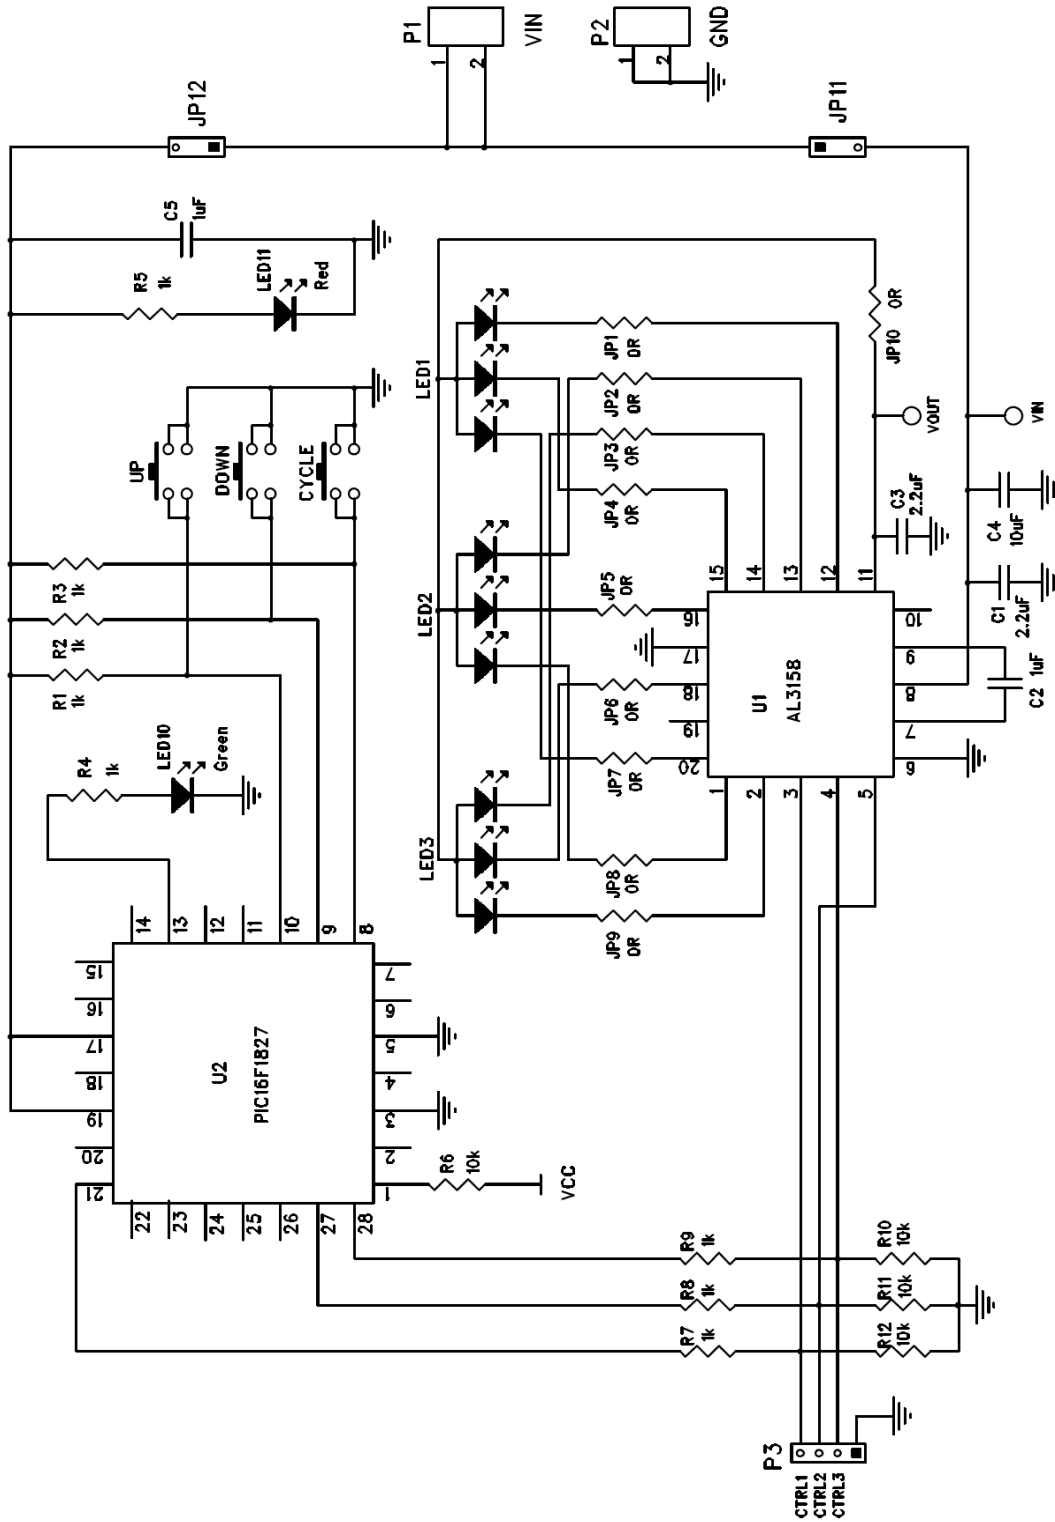 P1
1
2
VIN
P2
1
2
GND
JP12
JP11
C5
1uF
R5
1k
LED11
Red
UP
DOWN
CYCLE
R3
1k
R2
1k
R1
1k
LED10
Green
R4
1k
14
13
12
11
10
9
8
15
16
17
18
19
20
21
U2
PIC16F1827
7
6
5
4
3
2
1
22
23
24
25
26
27
28
R6
10k
VCC
LED1
LED2
LED3
JP1
0R
JP2
0R
JP3
0R
JP4
0R
JP5
0R
JP6
0R
JP7
0R
JP8
0R
JP9
0R
JP10
0R
15
14
13
12
11
16
17
18
19
20
U1
AL3158
10
9
8
7
6
1
2
3
4
5
VOUT
VIN
C3
2.2uF
C4
10uF
C1
2.2uF
C2 1uF
R9
1k
R8
1k
R7
1k
R10
10k
R11
10k
R12
10k
P3
CTRL1
CTRL2
CTRL3